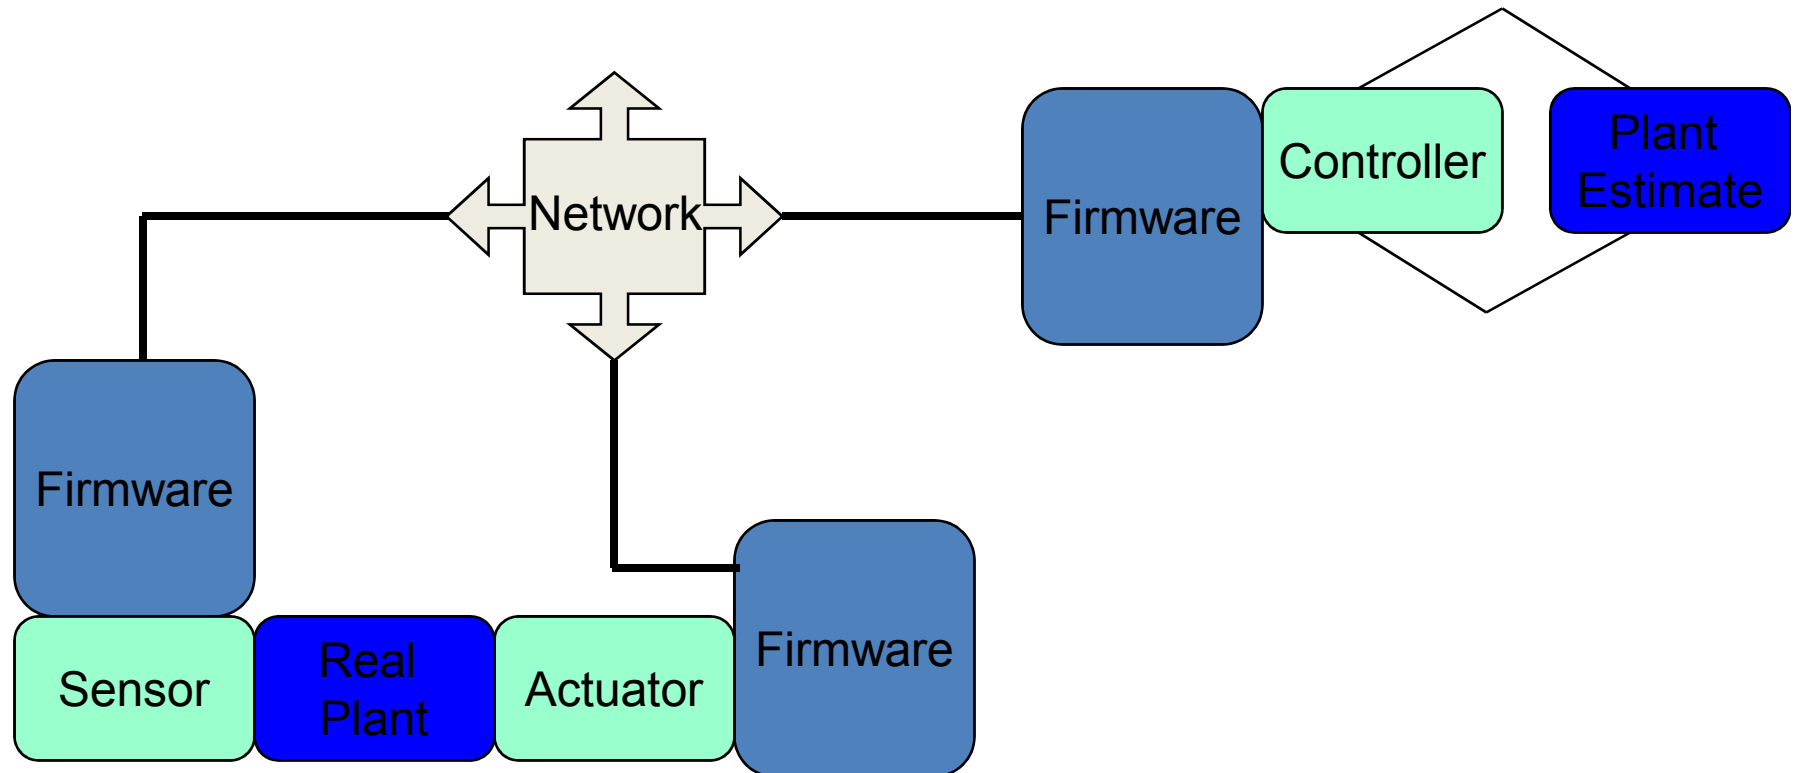 Network
Firmware
Controller
Plant
Estimate
Firmware
Sensor
Real
Plant
Actuator
Firmware